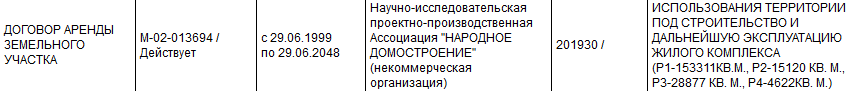 ДОГОВОР АРЕНДЫ
ЗЕМЕЛЬНОГО
УЧАСТКА
М-02-013694 /
Действует
с 29.06.1999
по 29.06.2048
Научно-исследовательская
проектно-производственная
Ассоциация "НАРОДНОЕ
ДОМОСТРОЕНИЕ"
(некоммерческая
организация)
201930 /
ИСПОЛЬЗОВАНИЯ ТЕРРИТОРИИ
ПОД СТРОИТЕЛЬСТВО И
ДАЛЬНЕЙШУЮ ЭКСПЛУАТАЦИЮ
ЖИЛОГО КОМПЛЕКСА
(Р1-153311КВ.М., Р2-15120 КВ. М.,
Р3-28877 КВ. М., Р4-4622КВ. М.)